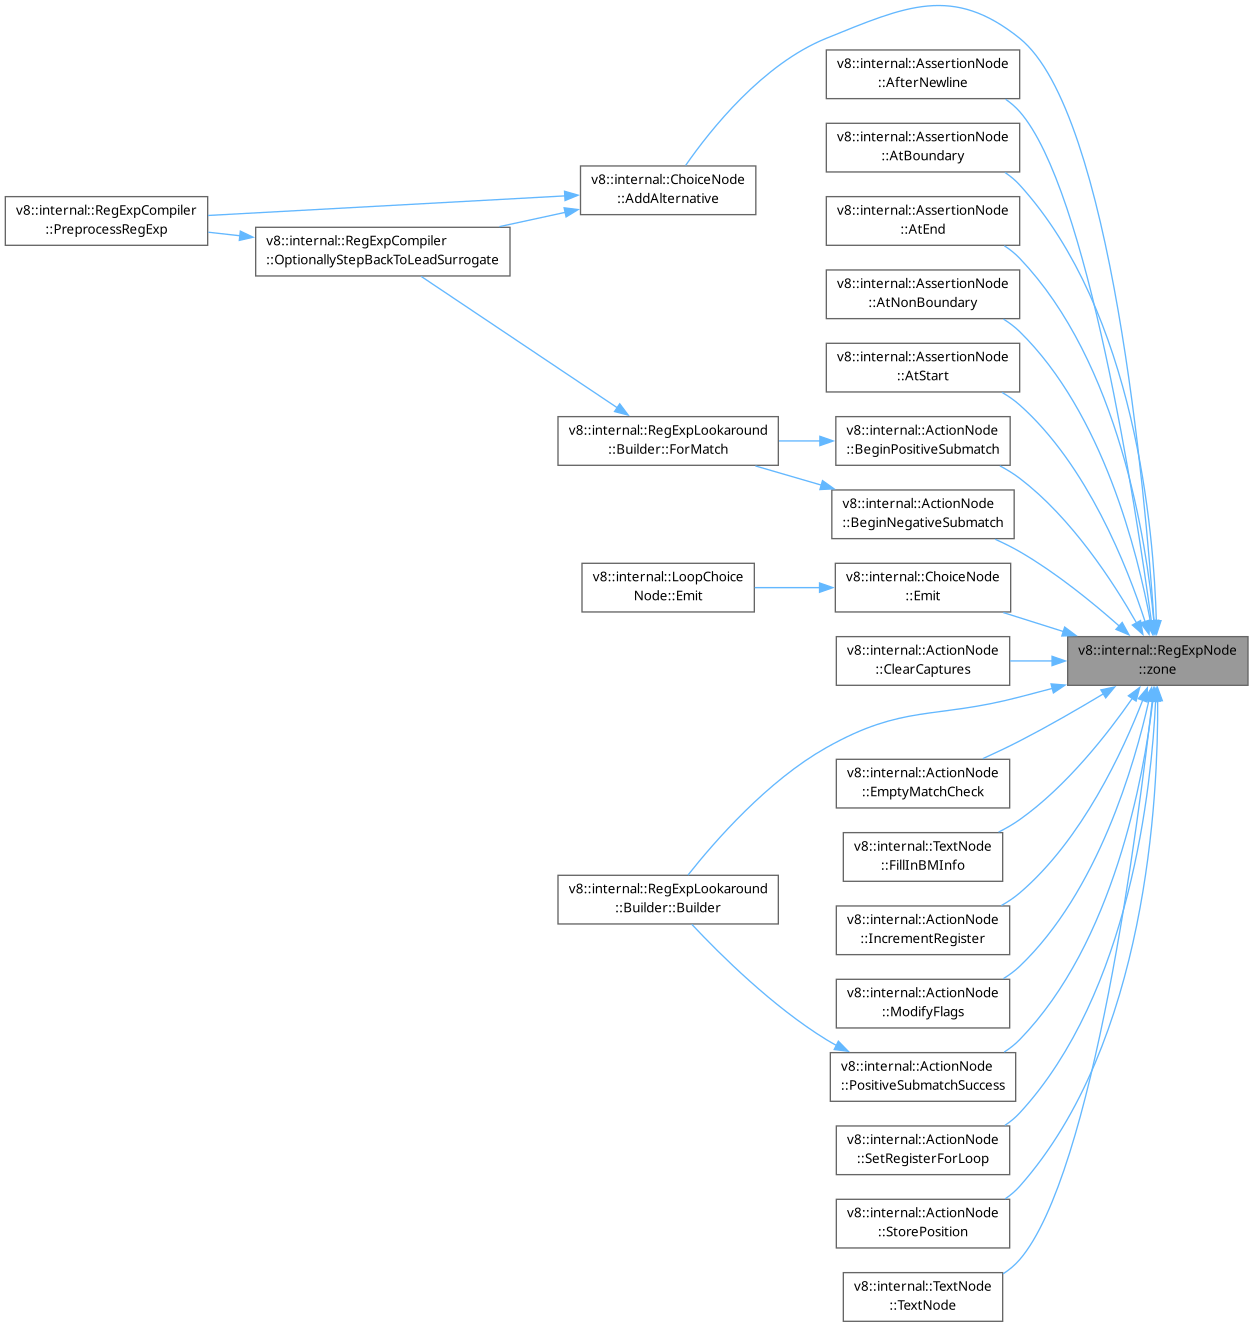 v8::internal::AssertionNode
::AfterNewline
v8::internal::AssertionNode
::AtBoundary
v8::internal::ChoiceNode
::AddAlternative
v8::internal::RegExpCompiler
::PreprocessRegExp
v8::internal::AssertionNode
::AtEnd
v8::internal::RegExpCompiler
::OptionallyStepBackToLeadSurrogate
v8::internal::AssertionNode
::AtNonBoundary
v8::internal::AssertionNode
::AtStart
v8::internal::RegExpLookaround
::Builder::ForMatch
v8::internal::ActionNode
::BeginPositiveSubmatch
v8::internal::ActionNode
::BeginNegativeSubmatch
v8::internal::LoopChoice
Node::Emit
v8::internal::ChoiceNode
::Emit
v8::internal::ActionNode
::ClearCaptures
v8::internal::RegExpNode
::zone
v8::internal::ActionNode
::EmptyMatchCheck
v8::internal::TextNode
::FillInBMInfo
v8::internal::RegExpLookaround
::Builder::Builder
v8::internal::ActionNode
::IncrementRegister
v8::internal::ActionNode
::ModifyFlags
v8::internal::ActionNode
::PositiveSubmatchSuccess
v8::internal::ActionNode
::SetRegisterForLoop
v8::internal::ActionNode
::StorePosition
v8::internal::TextNode
::TextNode